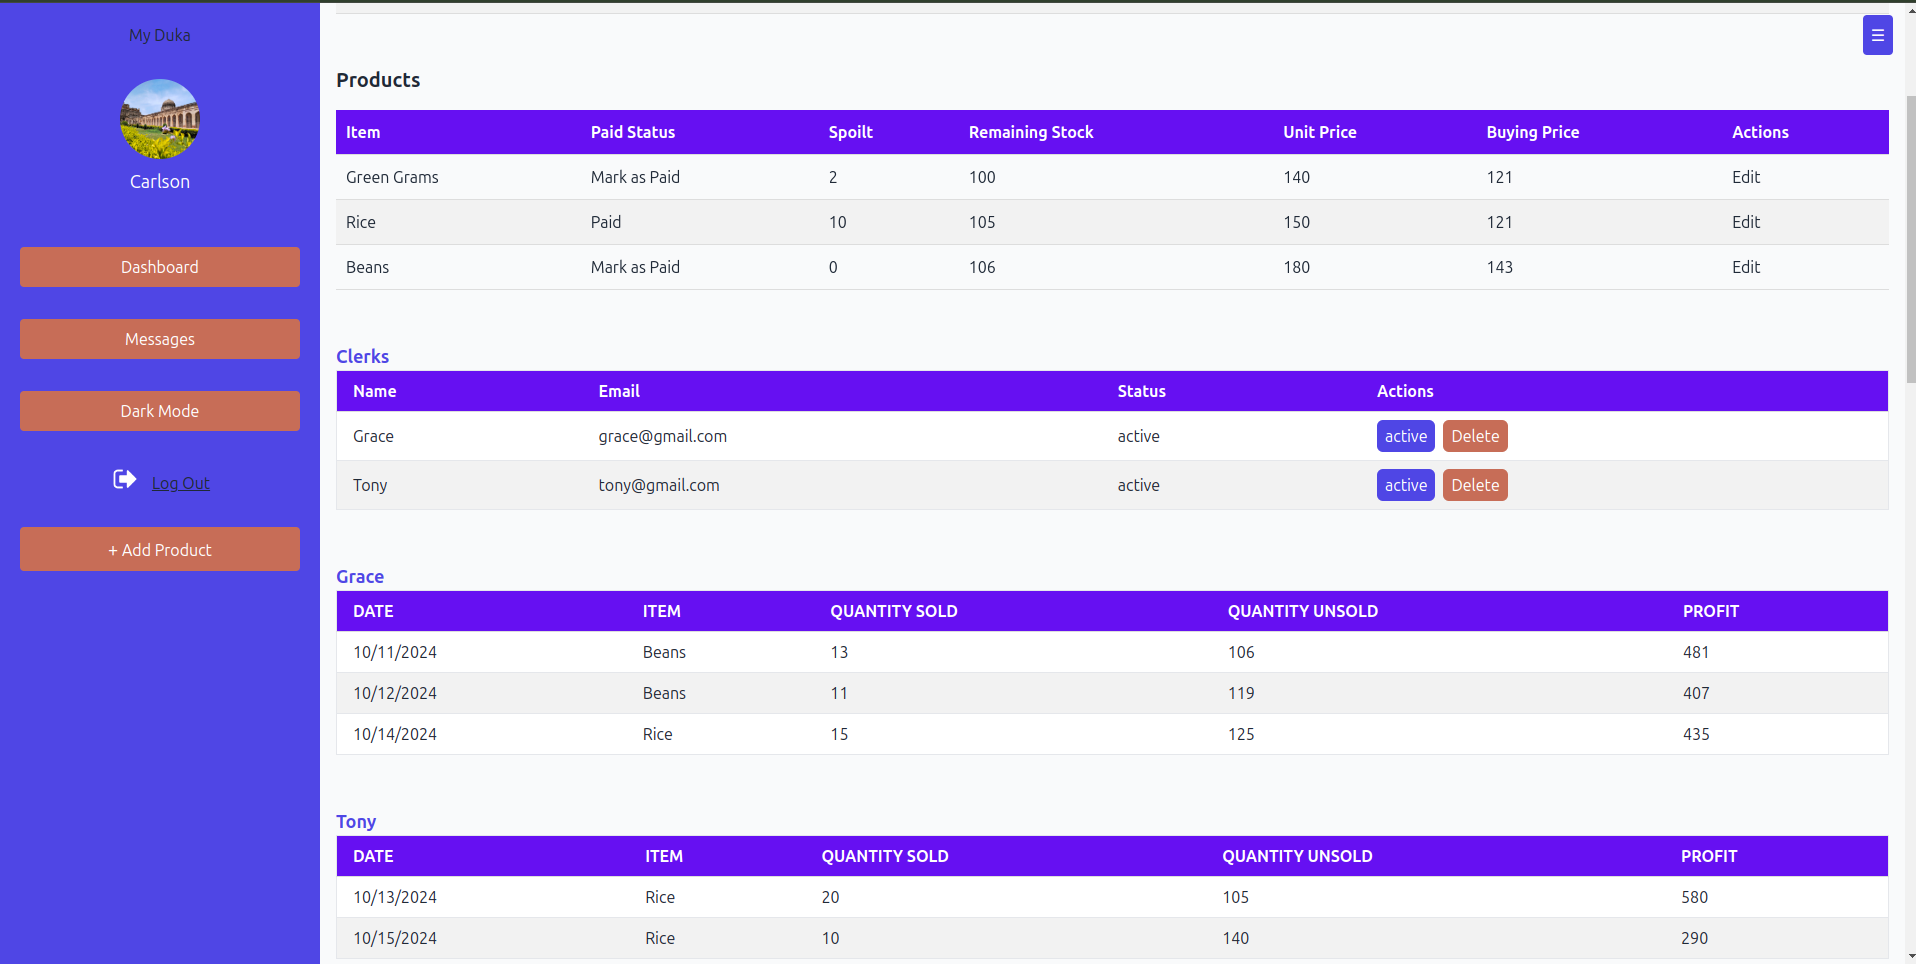 My Duka
Carlson
Dashboard
Messages
Dark Mode
Log Out
+ Add Product
☰
Products
Item Paid Status Spoilt Remaining Stock Unit Price Buying Price Actions
Green Grams Mark as Paid 2 100 140 121 Edit
Rice Paid 10 105 150 121 Edit
Beans Mark as Paid 0 106 180 143 Edit
Clerks
Name Email Status Actions
Grace grace@gmail.com active active Delete
Tony tony@gmail.com active active Delete
Grace
DATE ITEM QUANTITY SOLD QUANTITY UNSOLD PROFIT
10/11/2024 Beans 13 106 481
10/12/2024 Beans 11 119 407
10/14/2024 Rice 15 125 435
Tony
DATE ITEM QUANTITY SOLD QUANTITY UNSOLD PROFIT
10/13/2024 Rice 20 105 580
10/15/2024 Rice 10 140 290